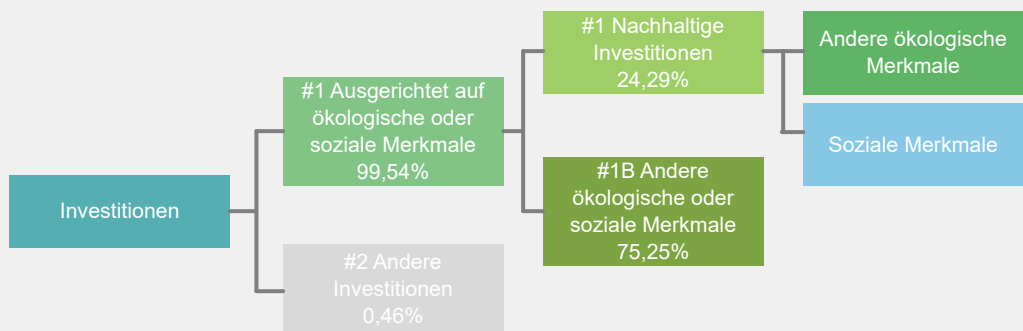 Investitionen
#1 Ausgerichtet auf
ökologische oder
soziale Merkmale
99,54%
#2 Andere
Investitionen
0,46%
#1 Nachhaltige
Investitionen
24,29%
#1B Andere
ökologische oder
soziale Merkmale
75,25%
Andere ökologische
Merkmale
Soziale Merkmale